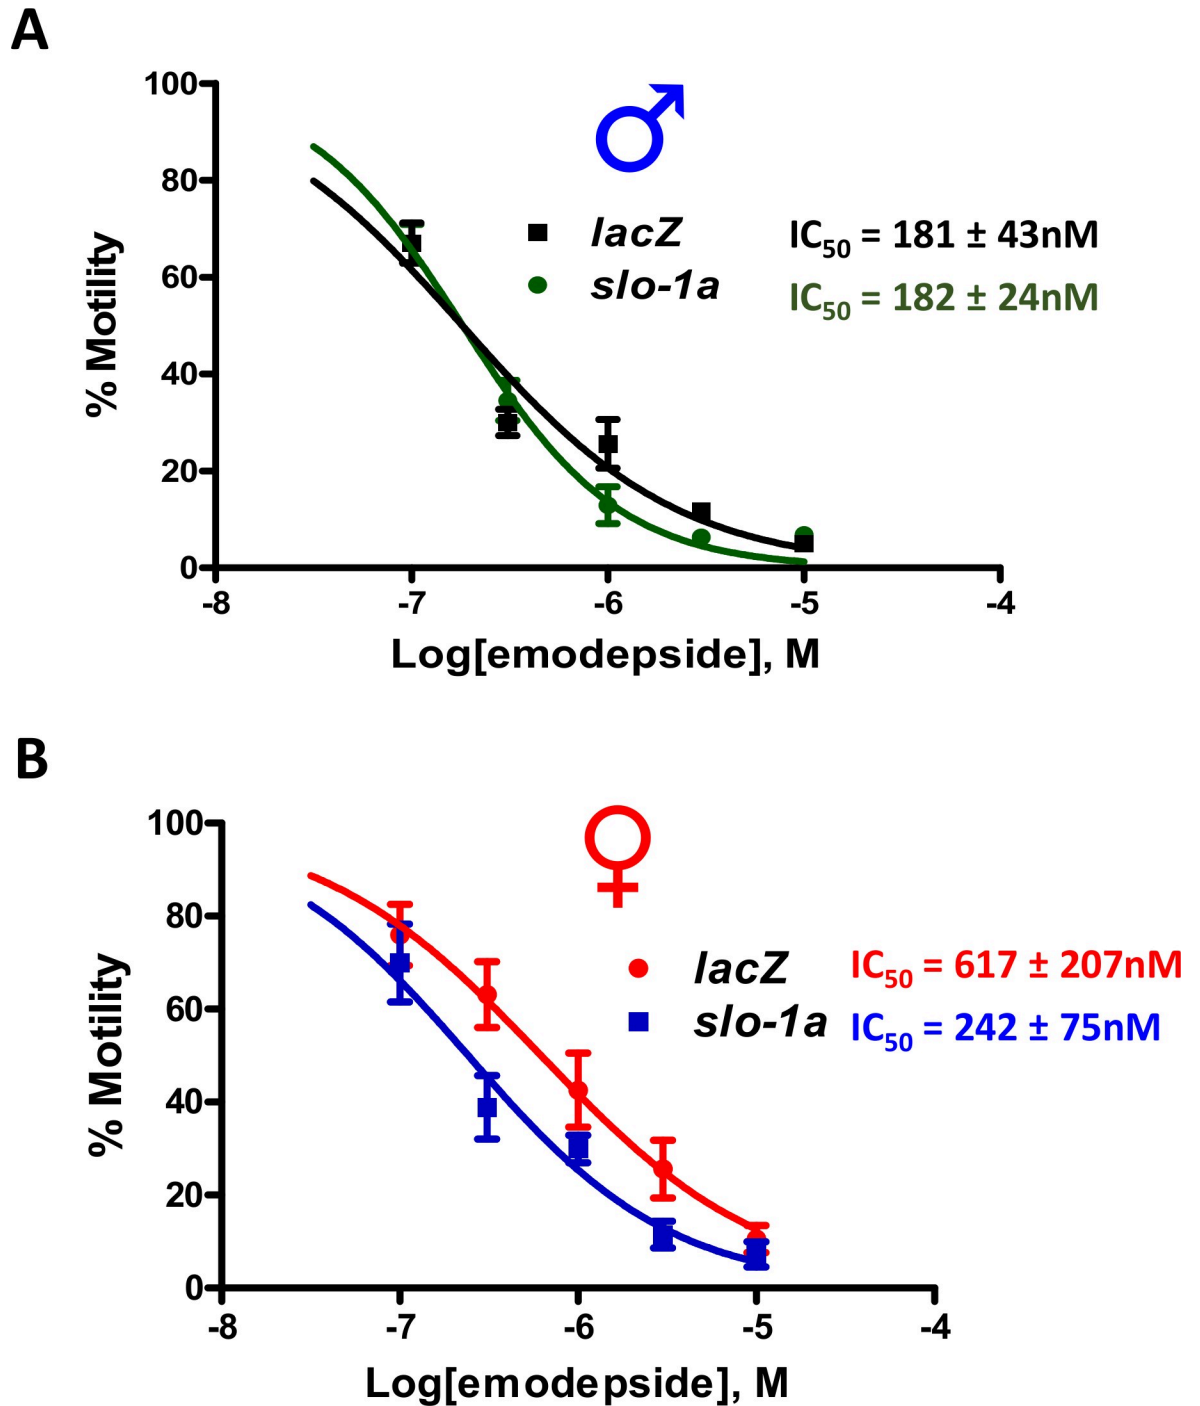 A
100
80
60
40
20
0
% Motility
♂
lacZ IC50 = 181 ± 43nM
slo-1a IC50 = 182 ± 24nM
-8 -7 -6 -5 -4
Log[emodepside], M
B
100
80
60
40
20
0
% Motility
♀
lacZ IC50 = 617 ± 207nM
slo-1a IC50 = 242 ± 75nM
-8 -7 -6 -5 -4
Log[emodepside], M